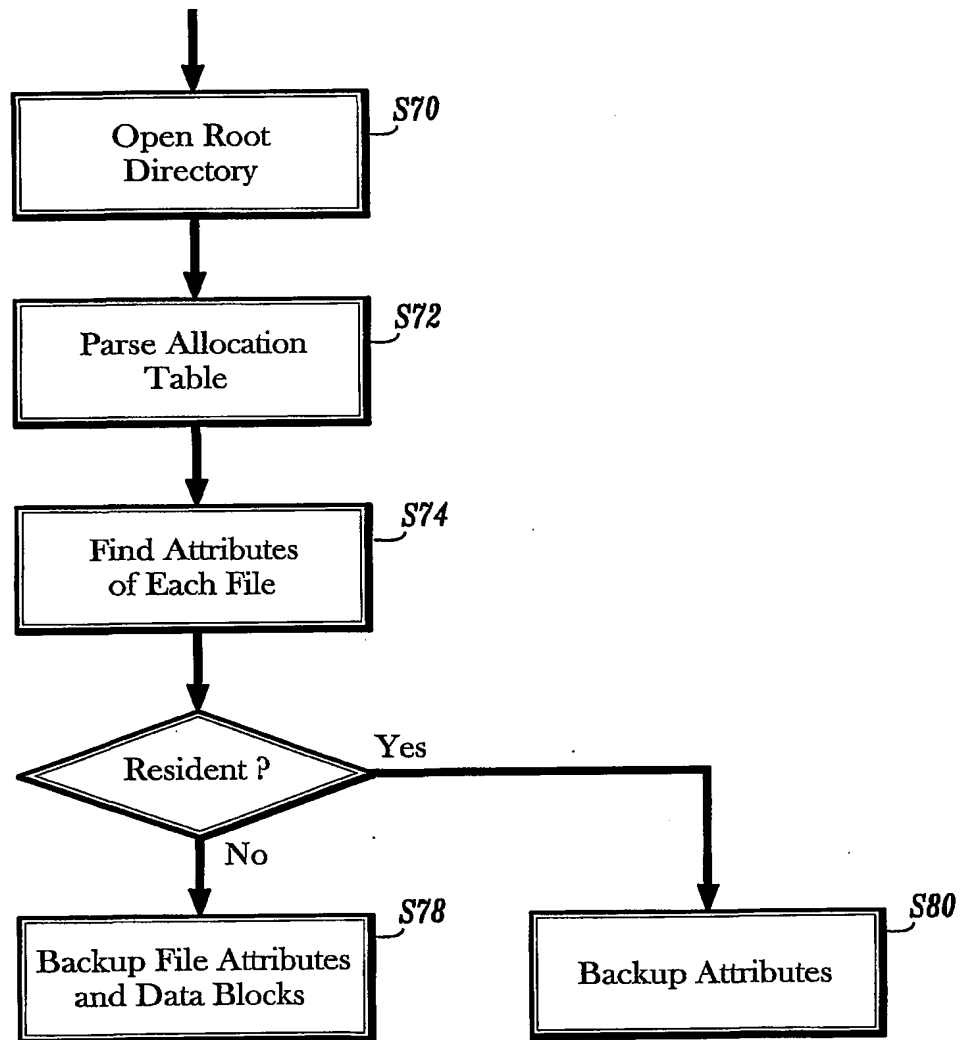 S70
Open Root
Directory
S72
Parse Allocation
Table
S74
Find Attributes
of Each File
Resident ?
Yes
No
S78
Backup File Attributes
and Data Blocks
S80
Backup Attributes